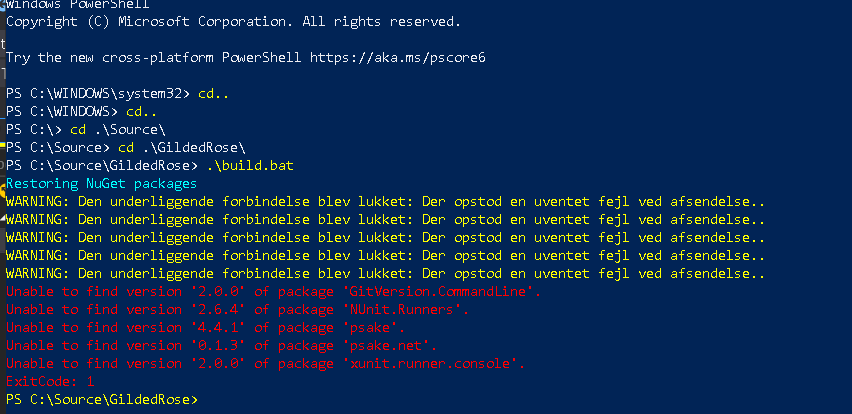 Windows PowerShell
Copyright (C) Microsoft Corporation. All rights reserved.
Try the new cross-platform PowerShell https://aka.ms/pscore6
PS C:\WINDOWS\system32> cd..
PS C:\WINDOWS> cd..
PS C:\> cd .\Source\
PS C:\Source> cd .\GildedRose\
PS C:\Source\GildedRose> .\build.bat
Restoring NuGet packages
WARNING: Den underliggende forbindelse blev lukket: Der opstod en uventet fejl ved afsendelse..
WARNING: Den underliggende forbindelse blev lukket: Der opstod en uventet fejl ved afsendelse..
WARNING: Den underliggende forbindelse blev lukket: Der opstod en uventet fejl ved afsendelse..
WARNING: Den underliggende forbindelse blev lukket: Der opstod en uventet fejl ved afsendelse..
WARNING: Den underliggende forbindelse blev lukket: Der opstod en uventet fejl ved afsendelse..
Unable to find version '2.0.0' of package 'GitVersion.CommandLine'.
Unable to find version '2.6.4' of package 'NUnit.Runners'.
Unable to find version '4.4.1' of package 'psake'.
Unable to find version '0.1.3' of package 'psake.net'.
Unable to find version '2.0.0' of package 'xunit.runner.console'.
ExitCode: 1
PS C:\Source\GildedRose>